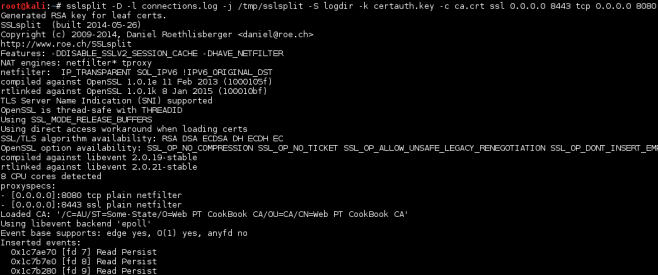 root@kali:~# sslsplit -D -l connections.log -j /tmp/sslsplit -S logdir -k certauth.key -c ca.crt ssl 0.0.0.0 8443 tcp 0.0.0.0 8080
Generated RSA key for leaf certs.
SSLsplit  (built 2014-05-26)
Copyright (c) 2009-2014, Daniel Roethlisberger <daniel@roe.ch>
http://www.roe.ch/SSLsplit
Features: -DDISABLE_SSLV2_SESSION_CACHE -DHAVE_NETFILTER
NAT engines: netfilter* tproxy
netfilter:  IP_TRANSPARENT SOL_IPV6 !IPV6_ORIGINAL_DST
compiled against OpenSSL 1.0.1e 11 Feb 2013 (1000105f)
rtlinked against OpenSSL 1.0.1k 8 Jan 2015 (100010bf)
TLS Server Name Indication (SNI) supported
OpenSSL is thread-safe with THREADID
Using SSL_MODE_RELEASE_BUFFERS
Using direct access workaround when loading certs
SSL/TLS algorithm availability: RSA DSA ECDSA DH ECDH EC
OpenSSL option availability: SSL_OP_NO_COMPRESSION SSL_OP_NO_TICKET SSL_OP_ALLOW_UNSAFE_LEGACY_RENEGOTIATION SSL_OP_DONT_INSERT_EM
compiled against libevent 2.0.19-stable
rtlinked against libevent 2.0.21-stable
8 CPU cores detected
proxyspecs:
- [0.0.0.0]:8080 tcp plain netfilter
- [0.0.0.0]:8443 ssl plain netfilter
Loaded CA: '/C=AU/ST=Some-State/O=Web PT CookBook CA/OU=CA/CN=Web PT CookBook CA'
Using libevent backend 'epoll'
Event base supports: edge yes, O(1) yes, anyfd no
Inserted events:
  0x1c7ae70 [fd 7] Read Persist
  0x1c7b7e0 [fd 8] Read Persist
  0x1c7b280 [fd 9] Read Persist